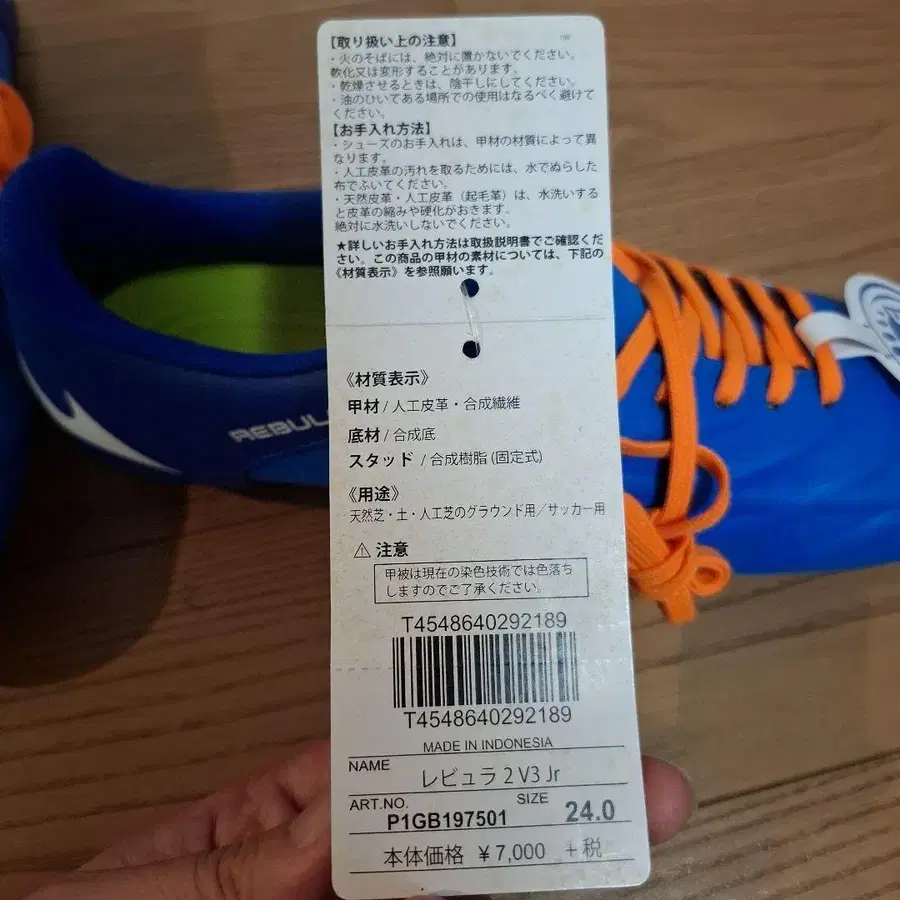 【取り扱い上の注意】
・火のそばには、絶対に置かないでください。
軟化又は変形することがあります。
・乾燥させるときは、陰干しにしてください。
・油のひいてある場所での使用はなるべく避けて
ください。
【お手入れ方法】
・シューズのお手入れは、甲材の材質によって異
なります。
・人工皮革の汚れを取るためには、水でぬらした
布でふいてください。
・天然皮革・人工皮革（起毛革）は、水洗いする
と皮革の縮みや硬化がおきます。
絶対に水洗いしないでください。
★詳しいお手入れ方法は取扱説明書でご確認くだ
さい。この商品の甲材の素材については、下記の
《材質表示》を参照願います。
《材質表示》
甲材 / 人工皮革・合成繊維
底材 / 合成底
スタッド / 合成樹脂 (固定式)
《用途》
天然芝・土・人工芝のグラウンド用／サッカー用
⚠ 注意
甲被は現在の染色技術では色落ち
しますのでご了承ください。
T4548640292189
T4548640292189
MADE IN INDONESIA
NAME
レビュラ 2 V3 Jr
ART.NO. SIZE
P1GB197501 24.0
本体価格 ￥7,000 +税
REBUL